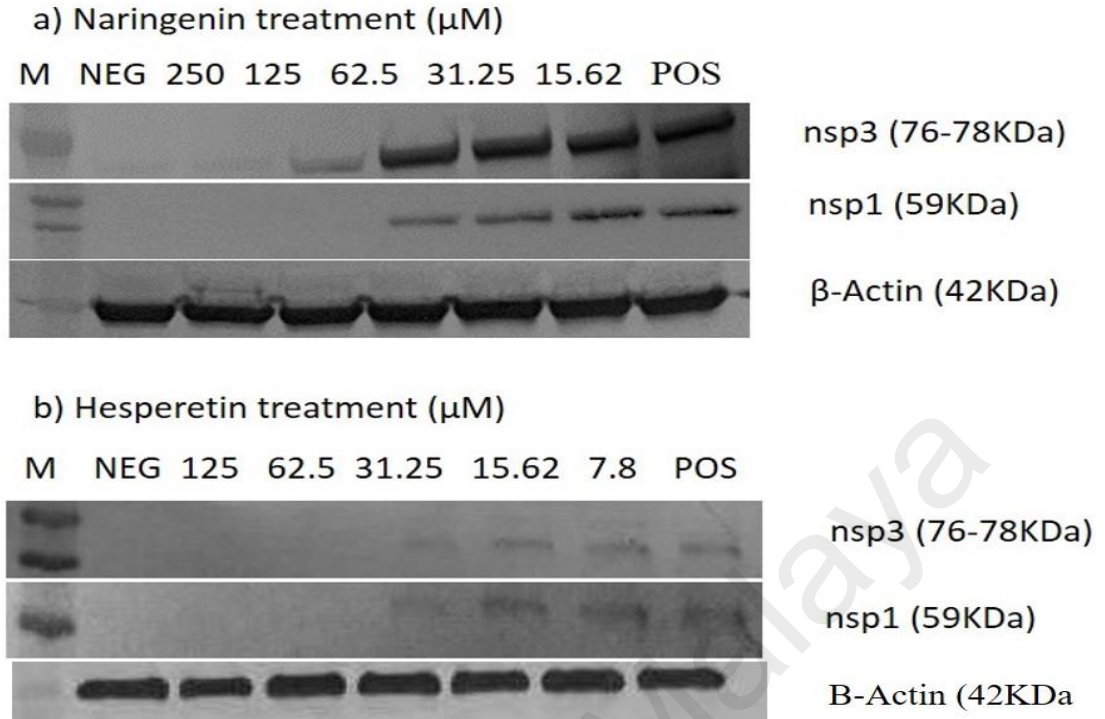 a) Naringenin treatment (µM)
M NEG 250 125 62.5 31.25 15.62 POS
nsp3 (76-78KDa)
nsp1 (59KDa)
β-Actin (42KDa)
b) Hesperetin treatment (µM)
M NEG 125 62.5 31.25 15.62 7.8 POS
nsp3 (76-78KDa)
nsp1 (59KDa)
B-Actin (42KDa
Malaya